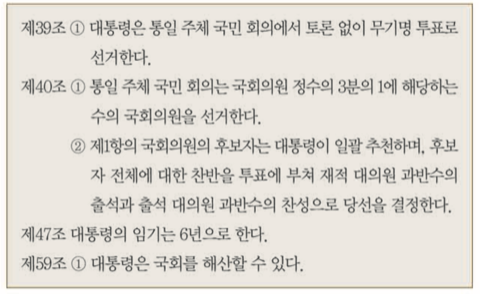 제39조 ① 대통령은 통일 주체 국민 회의에서 토론 없이 무기명 투표로
선거한다.
제40조 ① 통일 주체 국민 회의는 국회의원 정수의 3분의 1에 해당하는
수의 국회의원을 선거한다.
② 제1항의 국회의원의 후보자는 대통령이 일괄 추천하며, 후보
자 전체에 대한 찬반을 투표에 부쳐 재적 대의원 과반수의
출석과 출석 대의원 과반수의 찬성으로 당선을 결정한다.
제47조 대통령의 임기는 6년으로 한다.
제59조 ① 대통령은 국회를 해산할 수 있다.